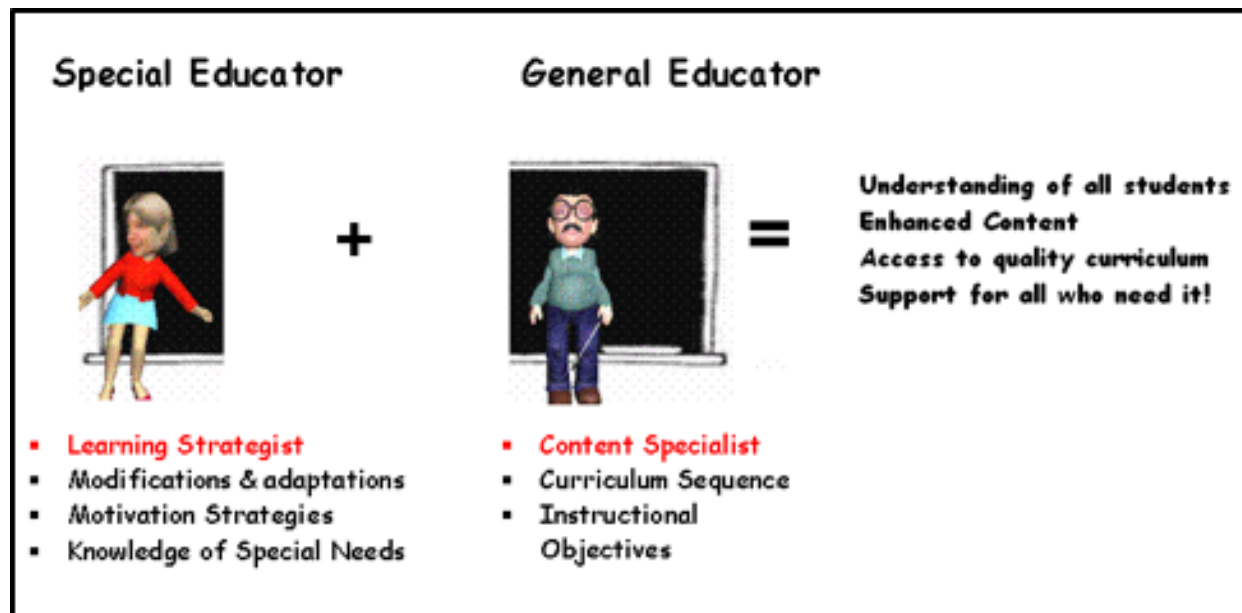 Special Educator
General Educator
+
=
Understanding of all students
Enhanced Content
Access to quality curriculum
Support for all who need it!
▪ Learning Strategist
▪ Modifications & adaptations
▪ Motivation Strategies
▪ Knowledge of Special Needs
▪ Content Specialist
▪ Curriculum Sequence
▪ Instructional
Objectives